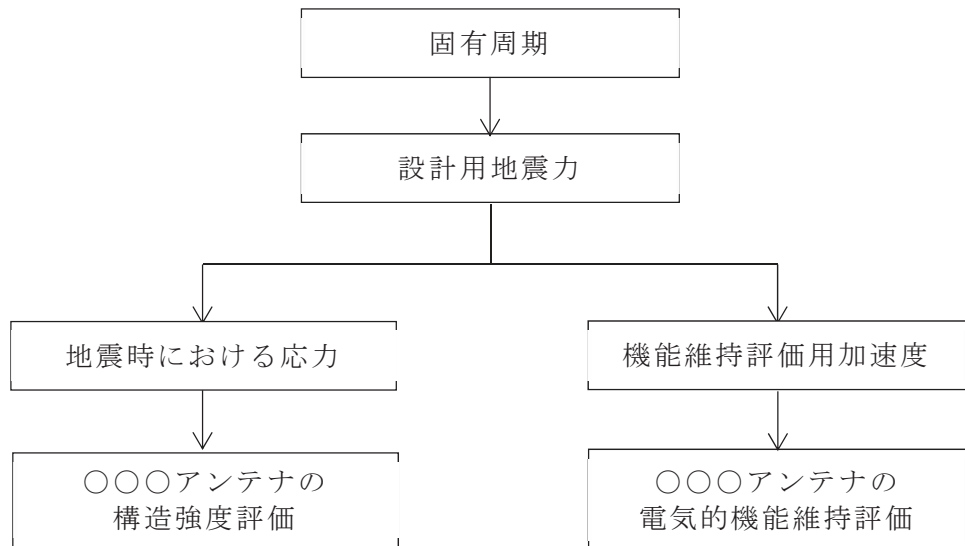 固有周期
設計用地震力
地震時における応力
機能維持評価用加速度
○○○アンテナの
構造強度評価
○○○アンテナの
電気的機能維持評価